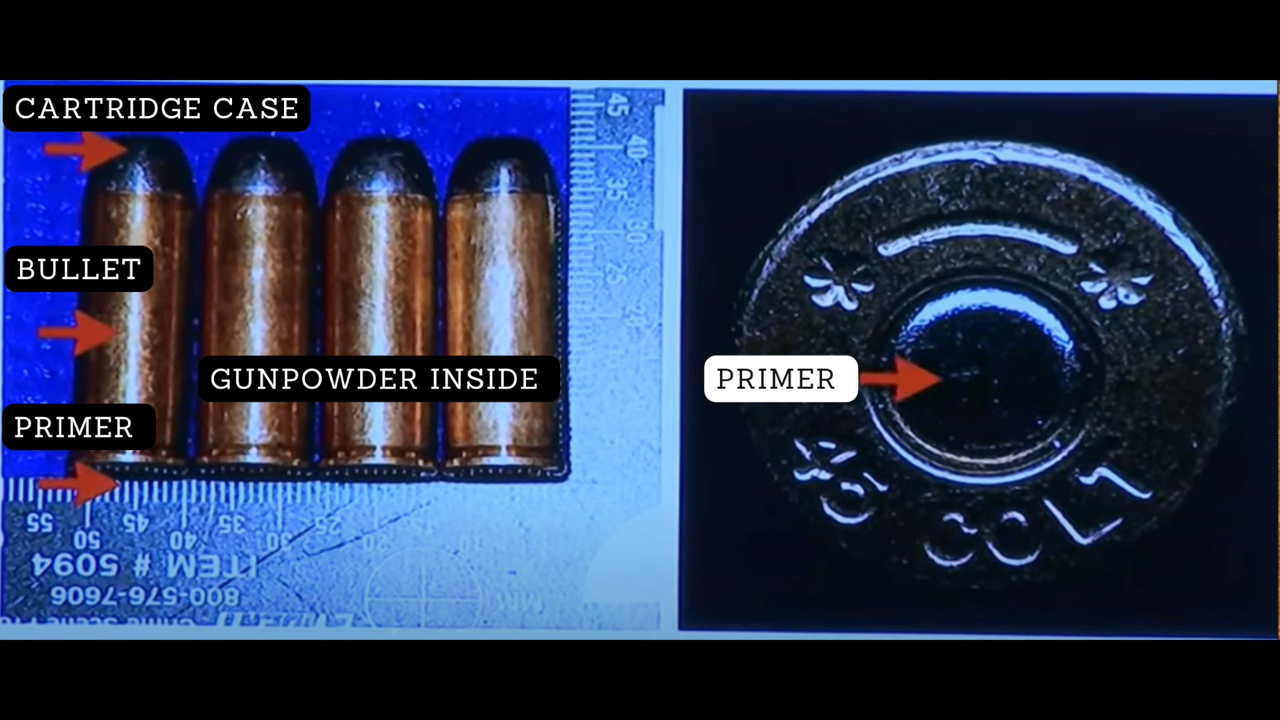 CARTRIDGE CASE
BULLET
GUNPOWDER INSIDE
PRIMER
45
40
35
30
25
20
55 50 45 40 35 30 25 20
ITEM # 5094
800-576-7606
PRIMER
45 COLT